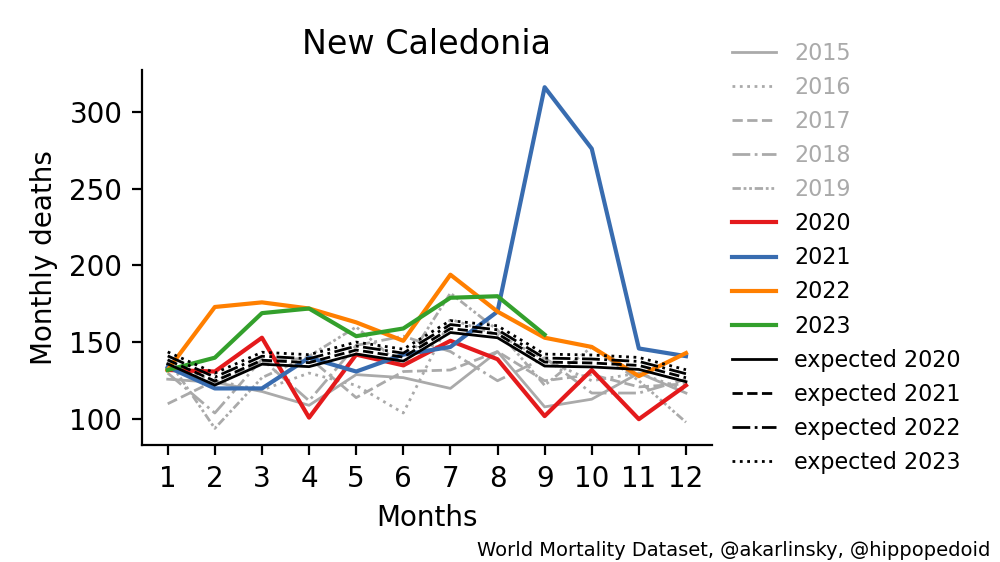 New Caledonia
Monthly deaths
300
250
200
150
100
1 2 3 4 5 6 7 8 9 10 11 12
Months
2015
2016
2017
2018
2019
2020
2021
2022
2023
expected 2020
expected 2021
expected 2022
expected 2023
World Mortality Dataset, @akarlinsky, @hippopedoid